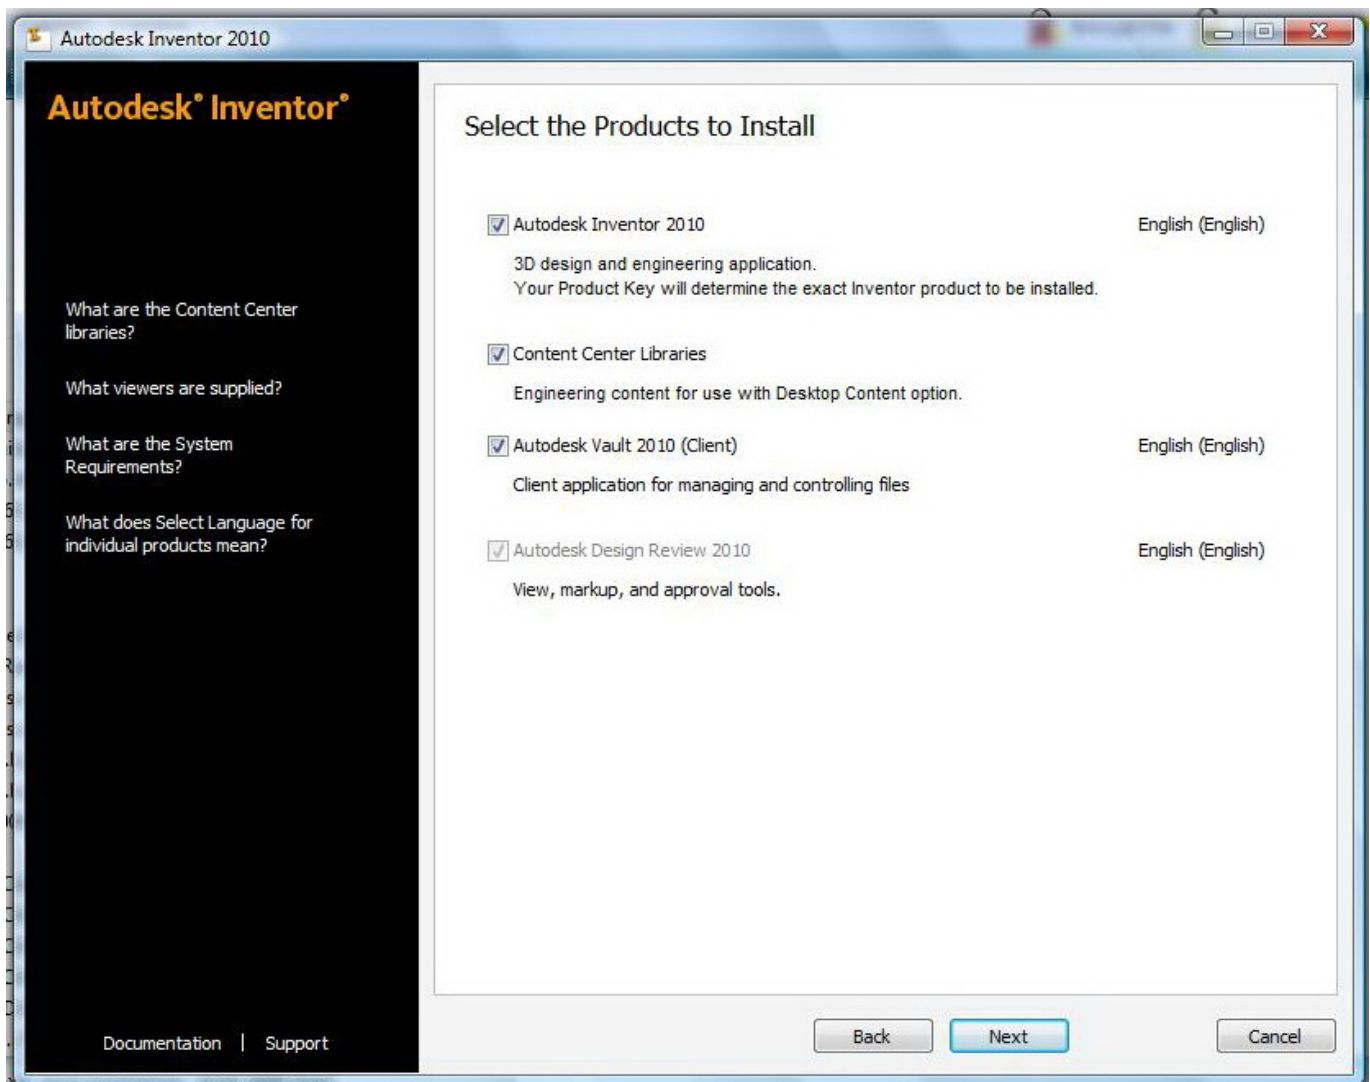 Autodesk Inventor 2010
Autodesk® Inventor®
What are the Content Center
libraries?
What viewers are supplied?
What are the System
Requirements?
What does Select Language for
individual products mean?
Documentation | Support
Select the Products to Install
Autodesk Inventor 2010 English (English)
3D design and engineering application.
Your Product Key will determine the exact Inventor product to be installed.
Content Center Libraries
Engineering content for use with Desktop Content option.
Autodesk Vault 2010 (Client) English (English)
Client application for managing and controlling files
Autodesk Design Review 2010 English (English)
View, markup, and approval tools.
Back Next Cancel